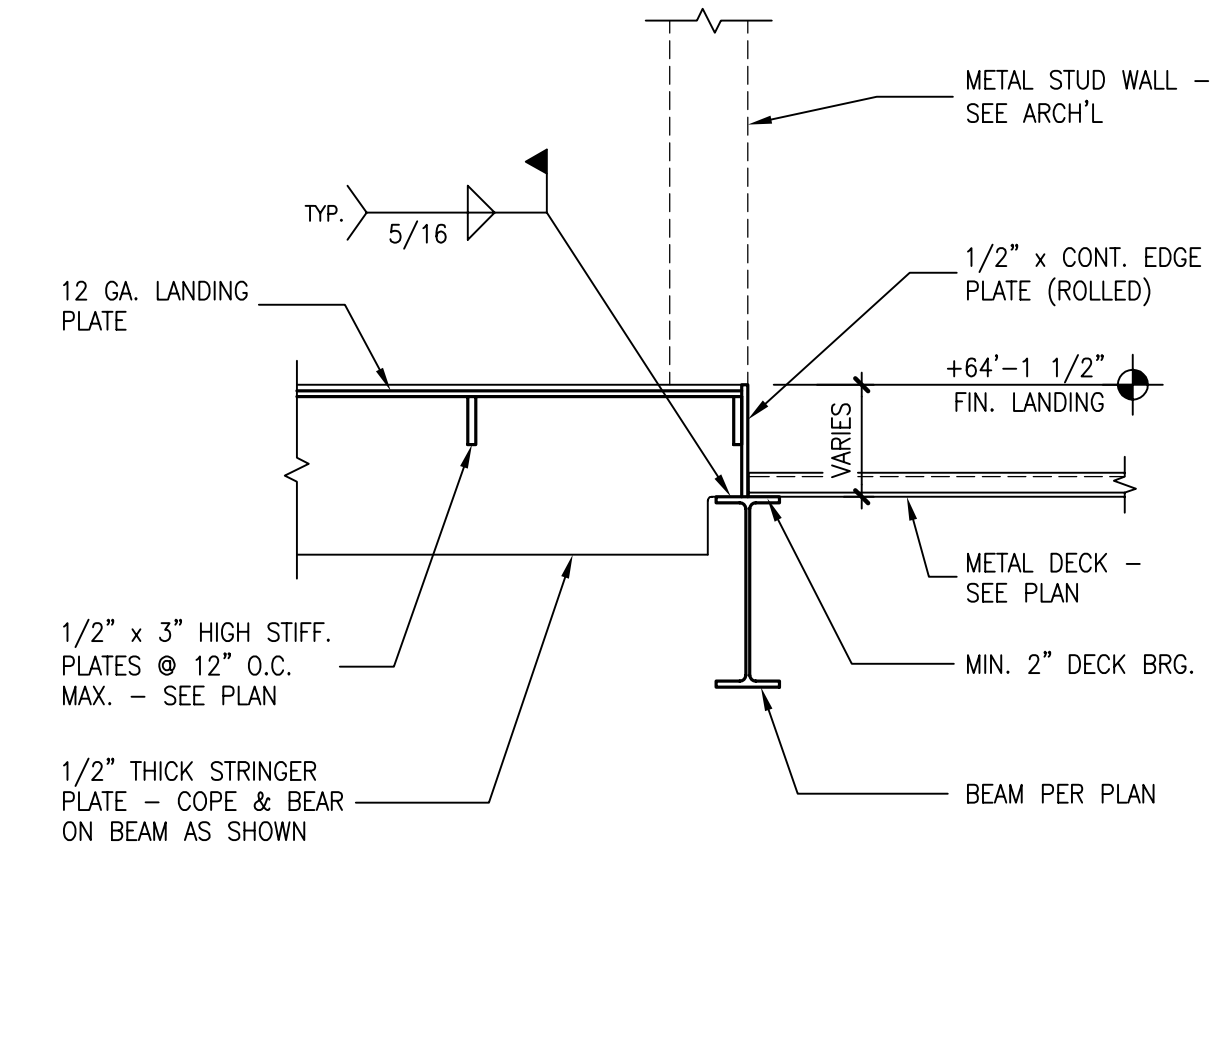 METAL STUD WALL –
SEE ARCH'L
TYP.
5/16
1/2" x CONT. EDGE
PLATE (ROLLED)
12 GA. LANDING
PLATE
+64'-1 1/2"
FIN. LANDING
VARIES
METAL DECK –
SEE PLAN
1/2" x 3" HIGH STIFF.
PLATES @ 12" O.C.
MAX. – SEE PLAN
MIN. 2" DECK BRG.
1/2" THICK STRINGER
PLATE – COPE & BEAR
ON BEAM AS SHOWN
BEAM PER PLAN